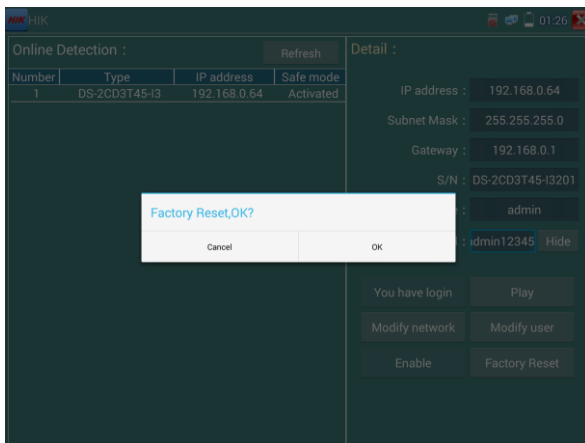 HIK HIK 01:26
Online Detection :
Refresh
Number Type IP address Safe mode
1 DS-2CD3T45-I3 192.168.0.64 Activated
Detail :
IP address : 192.168.0.64
Subnet Mask : 255.255.255.0
Gateway : 192.168.0.1
S/N : DS-2CD3T45-I3201
: admin
: dmin12345 Hide
Factory Reset,OK?
Cancel OK
You have login Play
Modify network Modify user
Enable Factory Reset